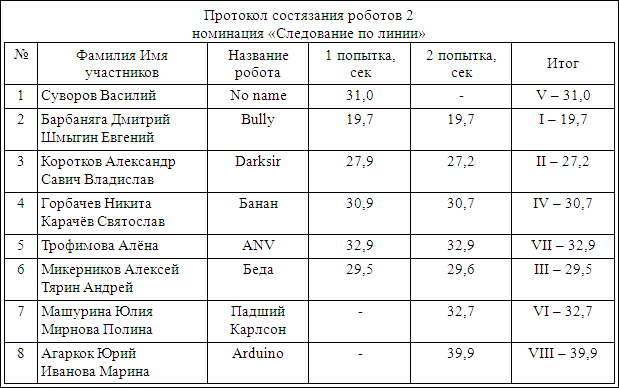 Протокол состязания роботов 2
номинация «Следование по линии»
№ Фамилия Имя участников Название робота 1 попытка, сек 2 попытка, сек Итог
1 Суворов Василий No name 31,0 - V – 31,0
2 Барбаняга Дмитрий Bully 19,7 19,7 I – 19,7
Шмыгин Евгений
3 Коротков Александр Darksir 27,9 27,2 II – 27,2
Савич Владислав
4 Горбачев Никита Банан 30,9 30,7 IV – 30,7
Карачёв Святослав
5 Трофимова Алёна ANV 32,9 32,9 VII – 32,9
6 Микерников Алексей Беда 29,5 29,6 III – 29,5
Тярин Андрей
7 Машурина Юлия Падший - 32,7 VI – 32,7
Мирнова Полина Карлсон
8 Агарков Юрий Arduino - 39,9 VIII – 39,9
Иванова Марина